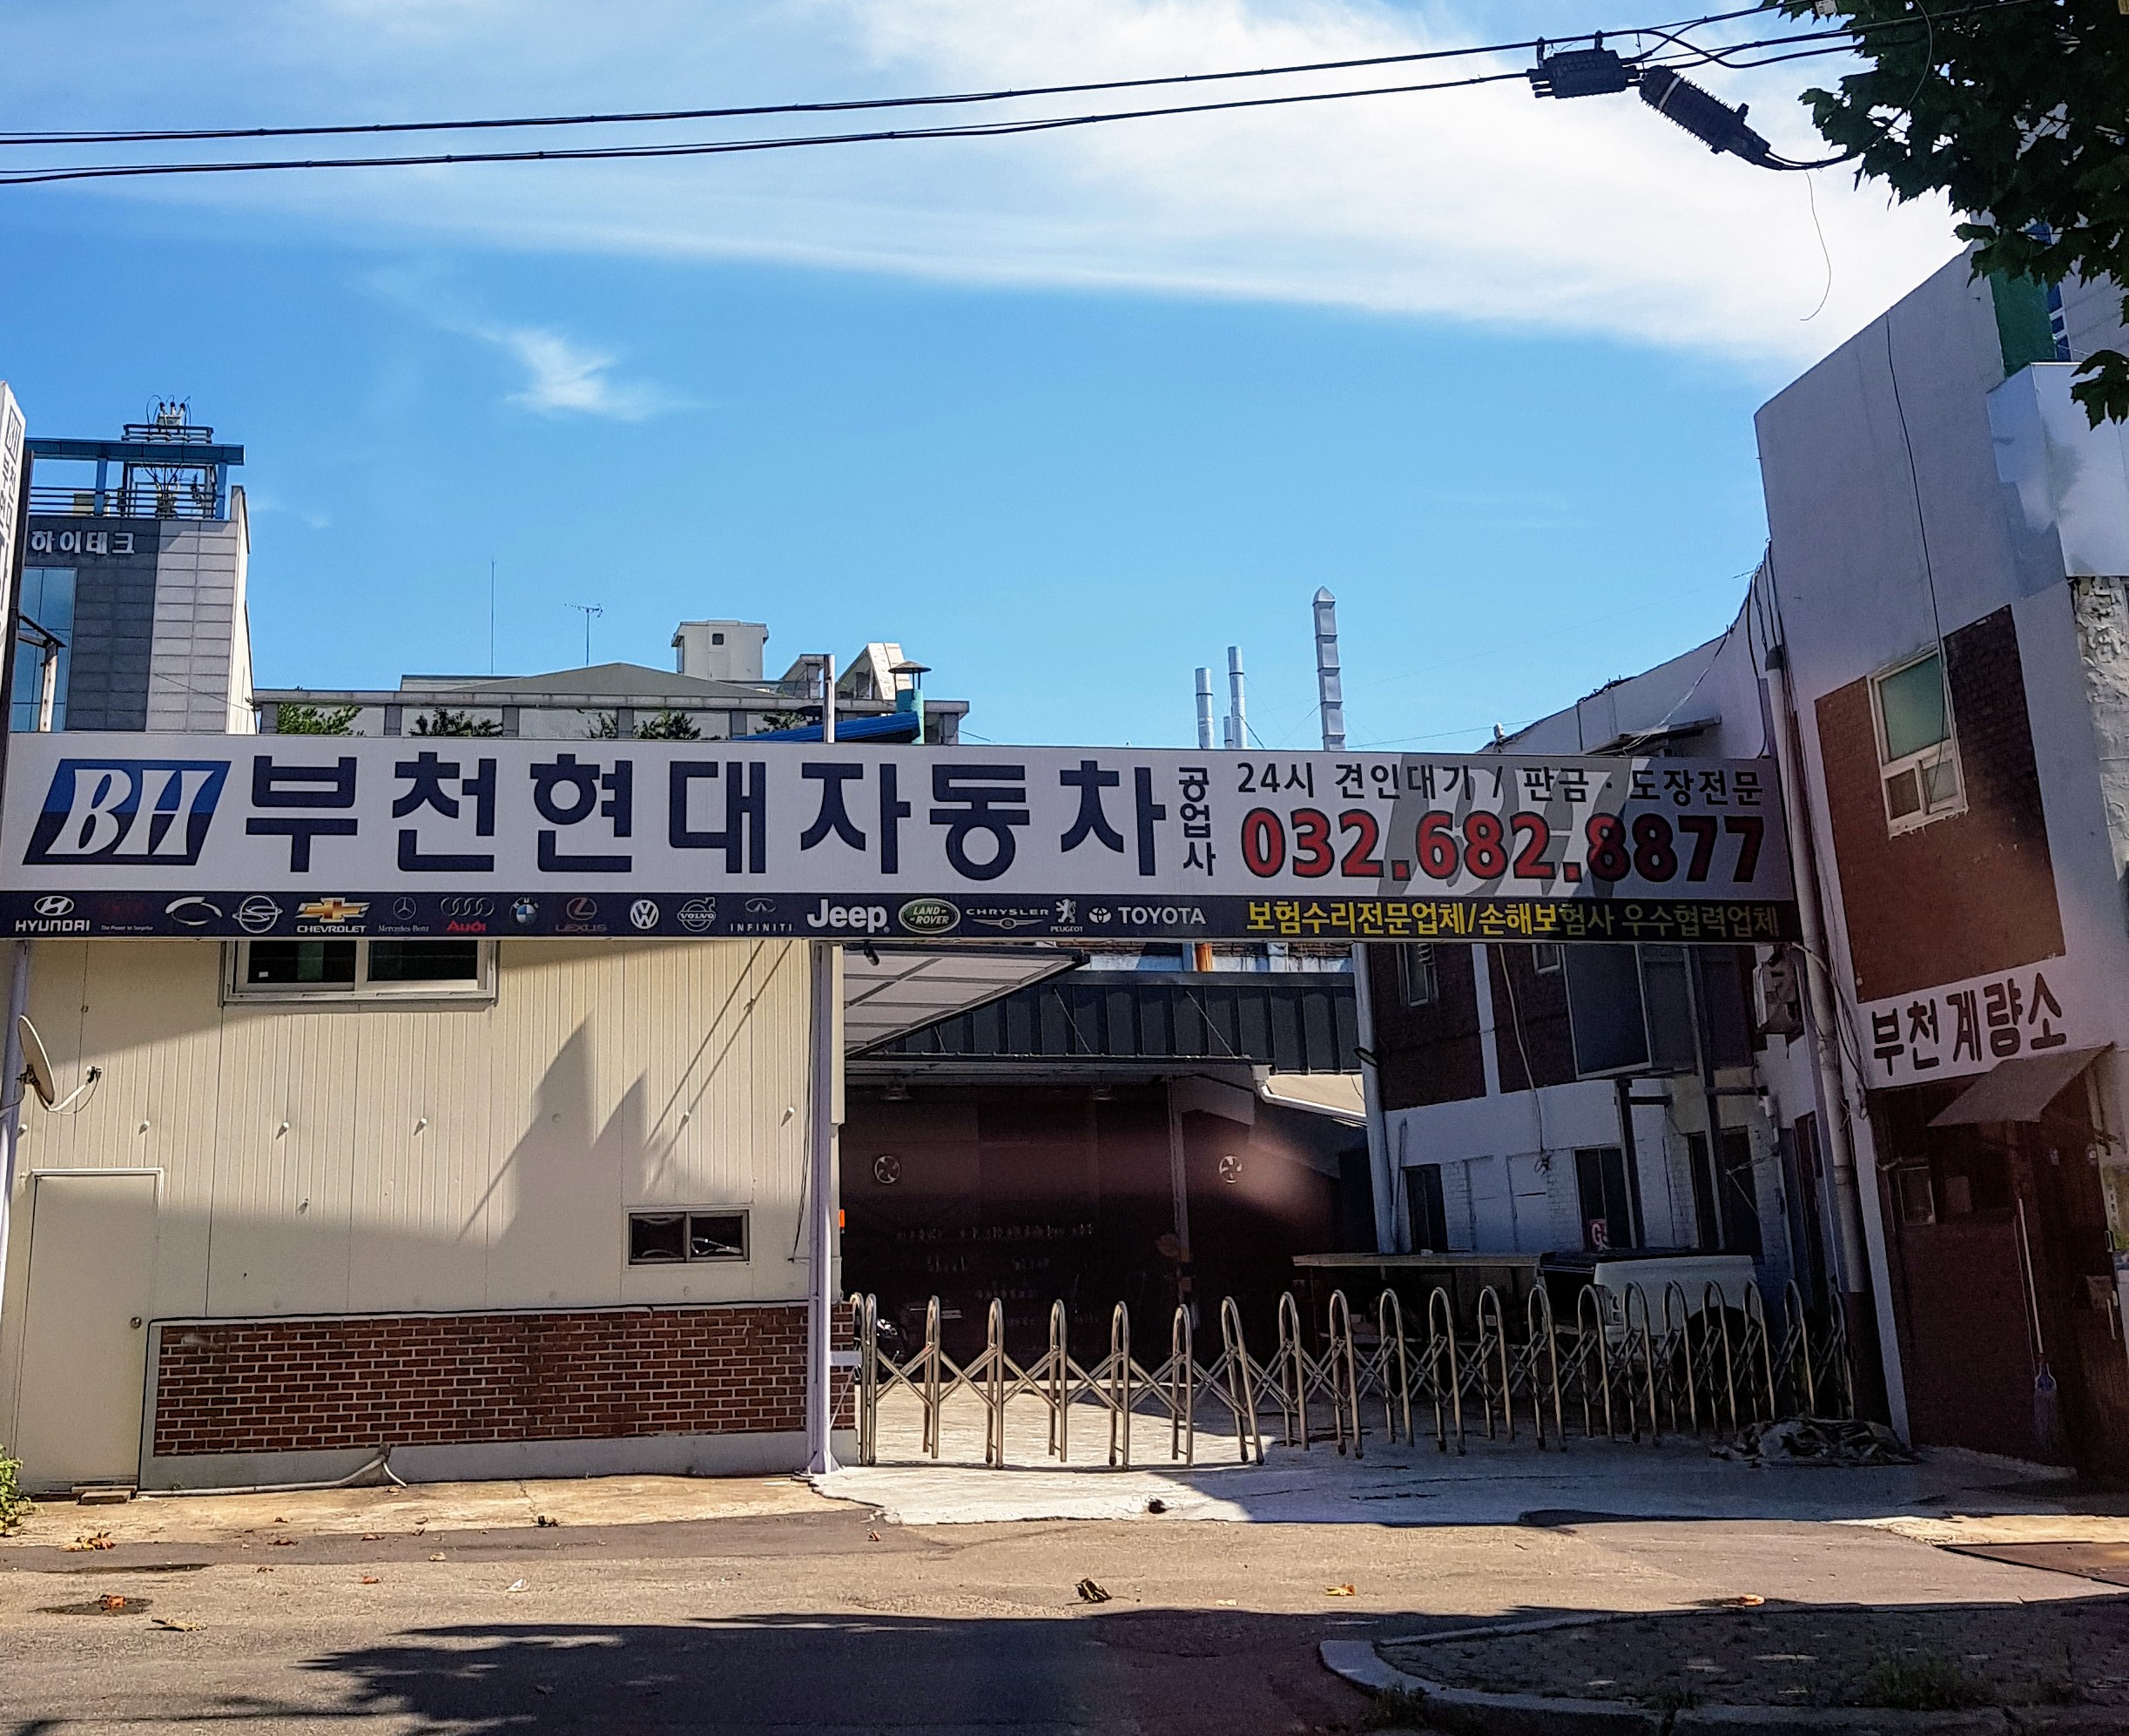 하이테크
BH 부천현대자동차 공업사
24시 견인대기 / 판금 · 도장전문
032.682.8877
HYUNDAI CHEVROLET Mercedes-Benz Audi LEXUS VOLVO INFINITI Jeep LAND ROVER CHRYSLER PEUGEOT TOYOTA
보험수리전문업체/손해보험사 우수협력업체
부천계량소